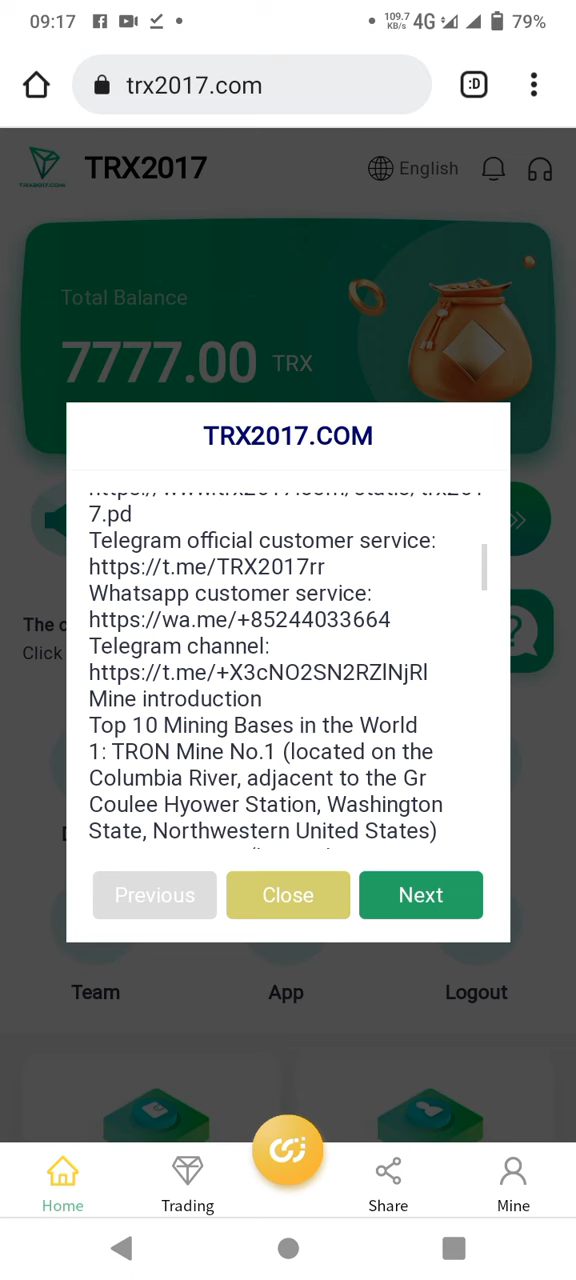 09:17
109.7 KB/s 4G 79%
trx2017.com
:D
TRX2017.COM
TRX2017
English
Total Balance
7777.00 TRX
TRX2017.COM
7.pd
Telegram official customer service:
https://t.me/TRX2017rr
Whatsapp customer service:
https://wa.me/+85244033664
Telegram channel:
https://t.me/+X3cNO2SN2RZlNjRl
Mine introduction
Top 10 Mining Bases in the World
1: TRON Mine No.1 (located on the
Columbia River, adjacent to the Gr
Coulee Hyower Station, Washington
State, Northwestern United States)
The
Click
Previous
Close
Next
Team
App
Logout
Home
Trading
Share
Mine